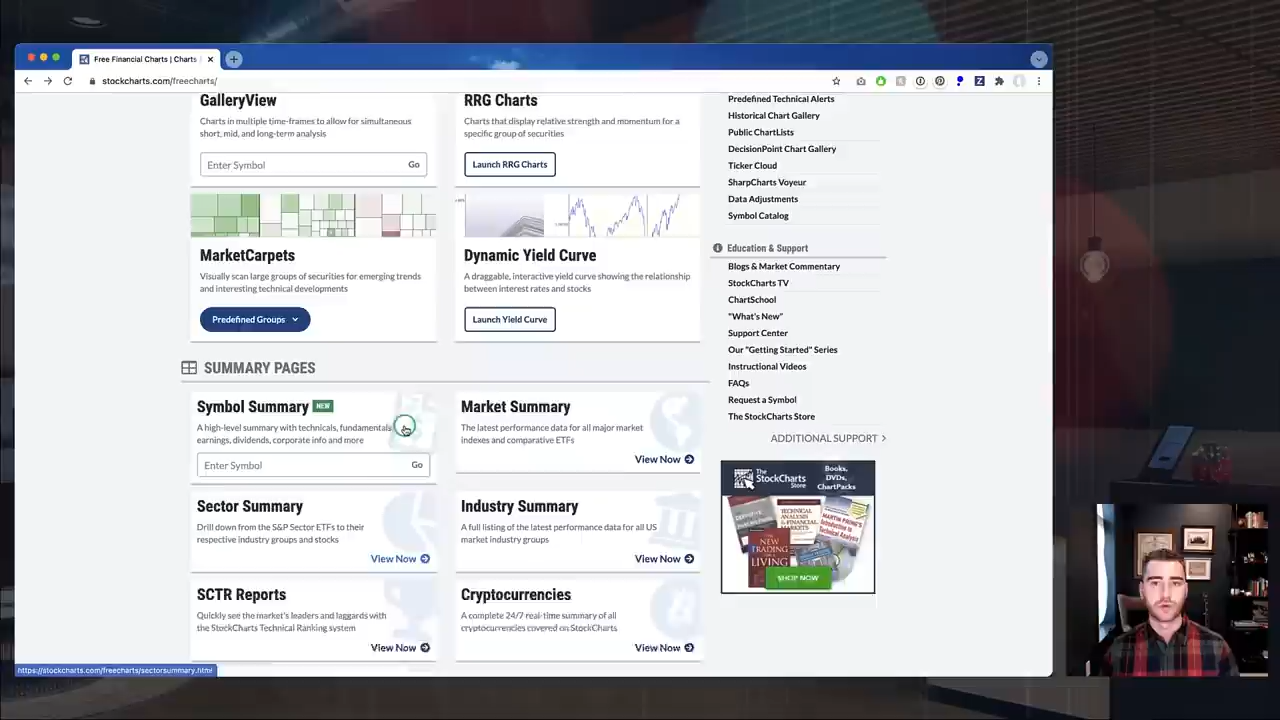 Free Financial Charts | Charts
stockcharts.com/freecharts/
GalleryView
Charts in multiple time-frames to allow for simultaneous
short, mid, and long-term analysis
Enter Symbol
Go
RRG Charts
Charts that display relative strength and momentum for a
specific group of securities
Launch RRG Charts
MarketCarpets
Visually scan large groups of securities for emerging trends
and interesting technical developments
Predefined Groups
Dynamic Yield Curve
A draggable, interactive yield curve showing the relationship
between interest rates and stocks
Launch Yield Curve
SUMMARY PAGES
Symbol Summary NEW
A high-level summary with technicals, fundamentals
earnings, dividends, corporate info and more
Enter Symbol
Go
Market Summary
The latest performance data for all major market
indexes and comparative ETFs
View Now
Sector Summary
Drill down from the S&P Sector ETFs to their
respective industry groups and stocks
View Now
Industry Summary
A full listing of the latest performance data for all US
market industry groups
View Now
SCTR Reports
Quickly see the market's leaders and laggards with
the StockCharts Technical Ranking system
View Now
Cryptocurrencies
A complete 24/7 real-time summary of all
cryptocurrencies covered on StockCharts
View Now
Predefined Technical Alerts
Historical Chart Gallery
Public ChartLists
DecisionPoint Chart Gallery
Ticker Cloud
SharpCharts Voyeur
Data Adjustments
Symbol Catalog
Education & Support
Blogs & Market Commentary
StockCharts TV
ChartSchool
"What's New"
Support Center
Our "Getting Started" Series
Instructional Videos
FAQs
Request a Symbol
The StockCharts Store
ADDITIONAL SUPPORT
The
StockCharts
Store
Books,
DVDs,
ChartPacks
TECHNICAL
ANALYSIS
THE
NEW
TRADING
FOR A
LIVING
MARTIN PRING'S
SHOP NOW
https://stockcharts.com/freecharts/sectorsummary.html